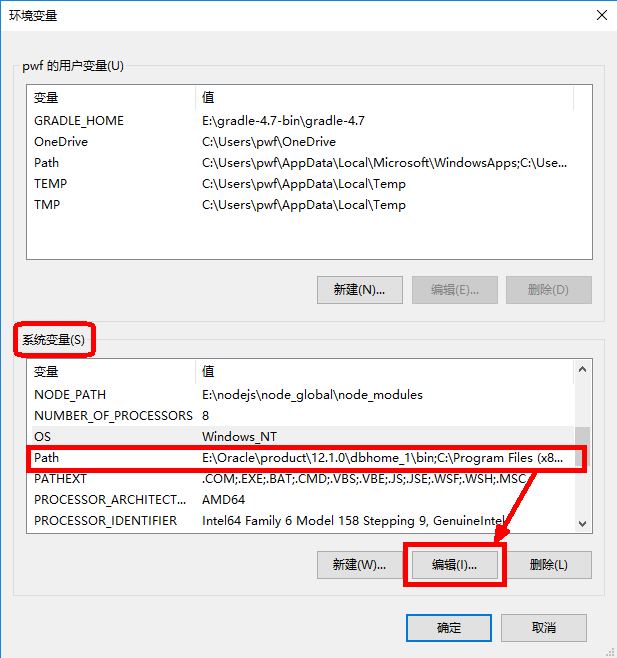 环境变量
pwf 的用户变量(U)
变量 值
GRADLE_HOME E:\gradle-4.7-bin\gradle-4.7
OneDrive C:\Users\pwf\OneDrive
Path C:\Users\pwf\AppData\Local\Microsoft\WindowsApps;C:\Use...
TEMP C:\Users\pwf\AppData\Local\Temp
TMP C:\Users\pwf\AppData\Local\Temp
新建(N)... 编辑(E)... 删除(D)
系统变量(S)
变量 值
NODE_PATH E:\nodejs\node_global\node_modules
NUMBER_OF_PROCESSORS 8
OS Windows_NT
Path E:\Oracle\product\12.1.0\dbhome_1\bin;C:\Program Files (x8...
PATHEXT .COM;.EXE;.BAT;.CMD;.VBS;.VBE;.JS;.JSE;.WSF;.WSH;.MSC
PROCESSOR_ARCHITECT... AMD64
PROCESSOR_IDENTIFIER Intel64 Family 6 Model 158 Stepping 9, GenuineIntel
新建(W)... 编辑(I)... 删除(L)
确定 取消